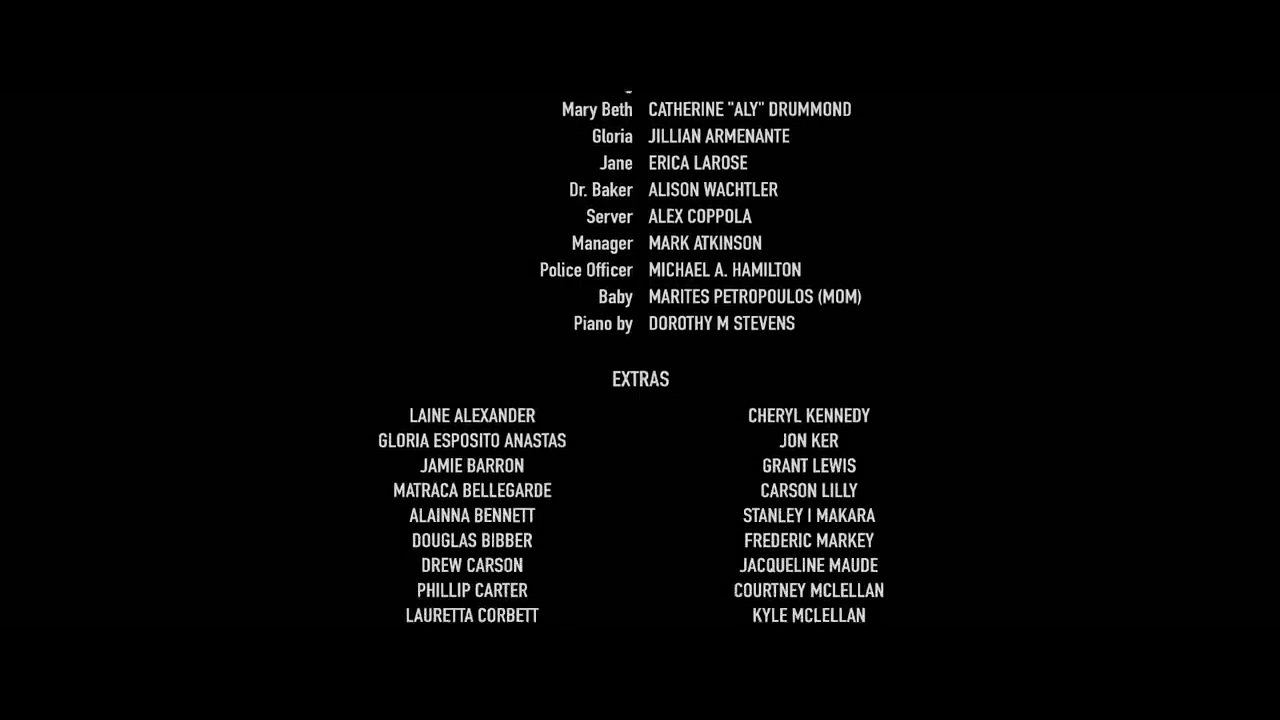 Mary Beth CATHERINE "ALY" DRUMMOND
Gloria JILLIAN ARMENANTE
Jane ERICA LAROSE
Dr. Baker ALISON WACHTLER
Server ALEX COPPOLA
Manager MARK ATKINSON
Police Officer MICHAEL A. HAMILTON
Baby MARITES PETROPOULOS (MOM)
Piano by DOROTHY M STEVENS
EXTRAS
LAINE ALEXANDER CHERYL KENNEDY
GLORIA ESPOSITO ANASTAS JON KER
JAMIE BARRON GRANT LEWIS
MATRACA BELLEGARDE CARSON LILLY
ALAINNA BENNETT STANLEY I MAKARA
DOUGLAS BIBBER FREDERIC MARKEY
DREW CARSON JACQUELINE MAUDE
PHILLIP CARTER COURTNEY MCLELLAN
LAURETTA CORBETT KYLE MCLELLAN